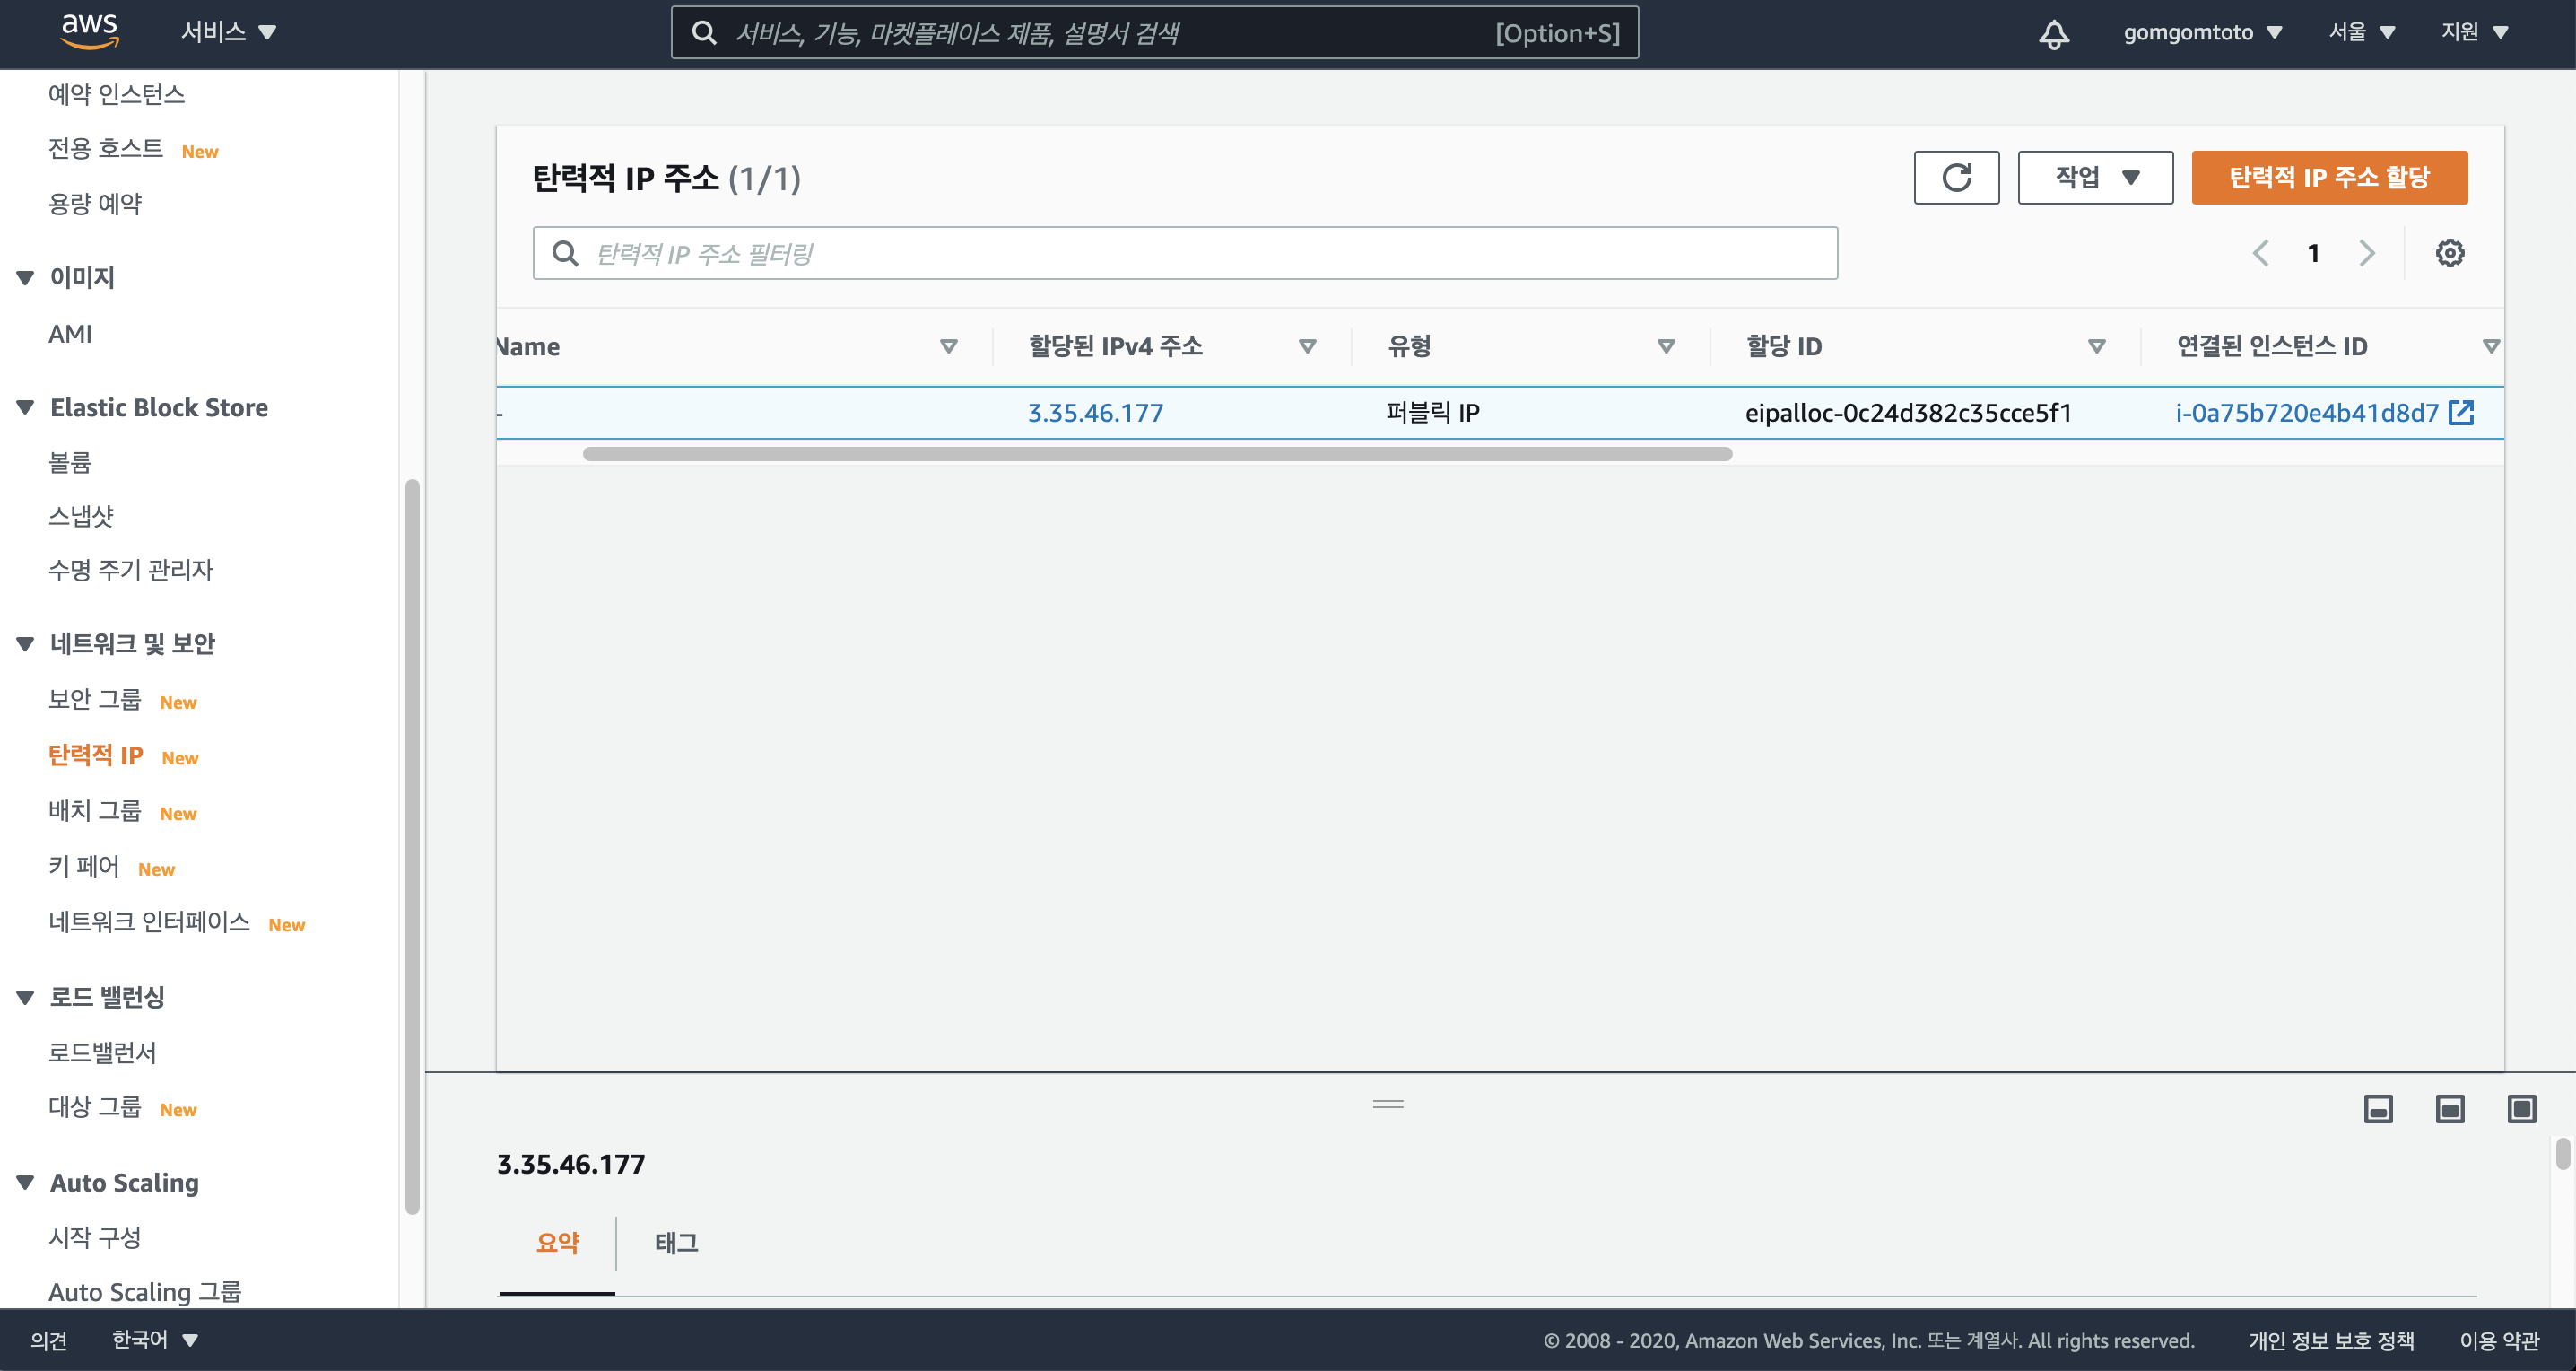 aws
서비스
서비스, 기능, 마켓플레이스 제품, 설명서 검색
[Option+S]
gomgomtoto
서울
지원
예약 인스턴스
전용 호스트 New
용량 예약
이미지
AMI
Elastic Block Store
볼륨
스냅샷
수명 주기 관리자
네트워크 및 보안
보안 그룹 New
탄력적 IP New
배치 그룹 New
키 페어 New
네트워크 인터페이스 New
로드 밸런싱
로드밸런서
대상 그룹 New
Auto Scaling
시작 구성
Auto Scaling 그룹
탄력적 IP 주소 (1/1)
작업
탄력적 IP 주소 할당
탄력적 IP 주소 필터링
1
Name 할당된 IPv4 주소 유형 할당 ID 연결된 인스턴스 ID
- 3.35.46.177 퍼블릭 IP eipalloc-0c24d382c35cce5f1 i-0a75b720e4b41d8d7
3.35.46.177
요약 태그
의견
한국어
© 2008 - 2020, Amazon Web Services, Inc. 또는 계열사. All rights reserved.
개인 정보 보호 정책
이용 약관